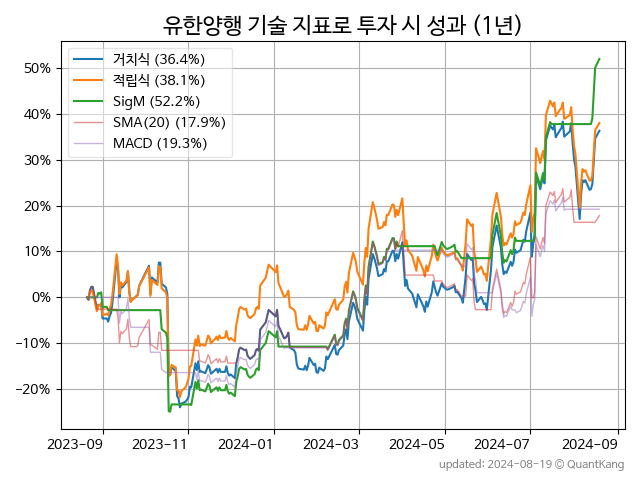 유한양행 기술 지표로 투자 시 성과 (1년)
거치식 (36.4%)
적립식 (38.1%)
SigM (52.2%)
SMA(20) (17.9%)
MACD (19.3%)
50%
40%
30%
20%
10%
0%
−10%
−20%
2023-09 2023-11 2024-01 2024-03 2024-05 2024-07 2024-09
updated: 2024-08-19 © QuantKang